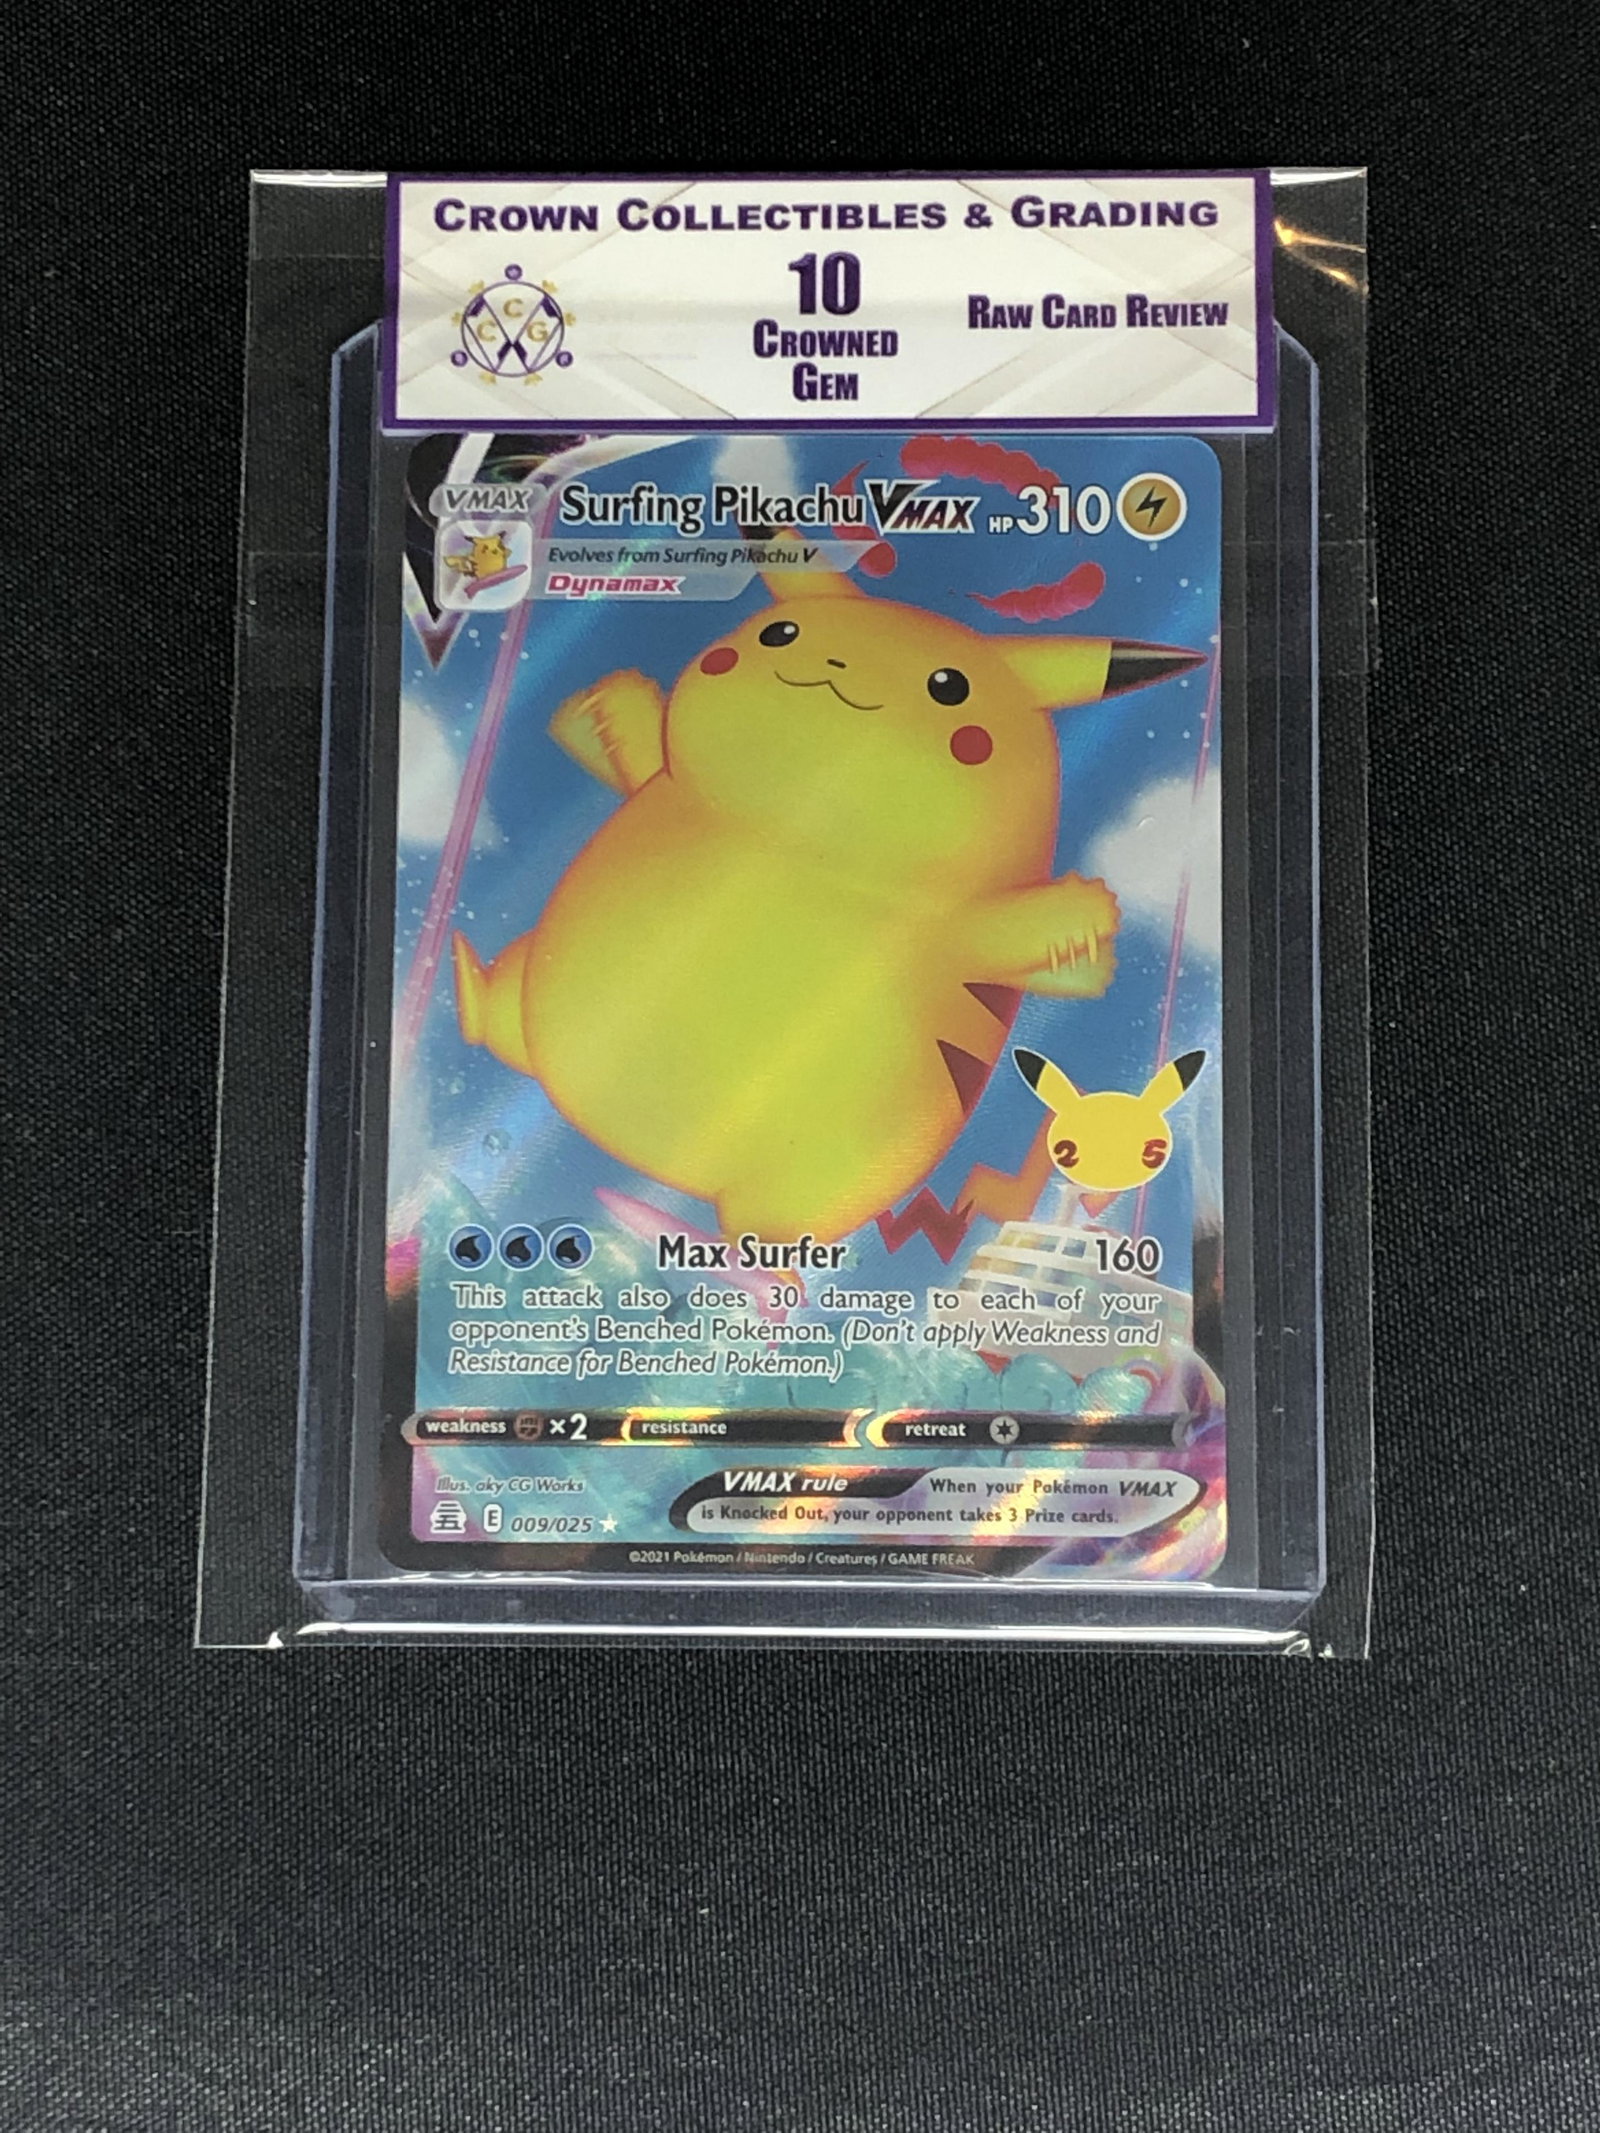 CROWN COLLECTIBLES & GRADING
C
C G
10
CROWNED
GEM
RAW CARD REVIEW
VMAX Surfing Pikachu VMAX HP 310
Evolves from Surfing Pikachu V
Dynamax
2 5
Max Surfer 160
This attack also does 30 damage to each of your
opponent's Benched Pokémon. (Don't apply Weakness and
Resistance for Benched Pokémon.)
weakness ×2 resistance retreat
Illus. aky CG Works
VMAX rule When your Pokémon VMAX
is Knocked Out, your opponent takes 3 Prize cards.
E 009/025
©2021 Pokémon / Nintendo / Creatures / GAME FREAK